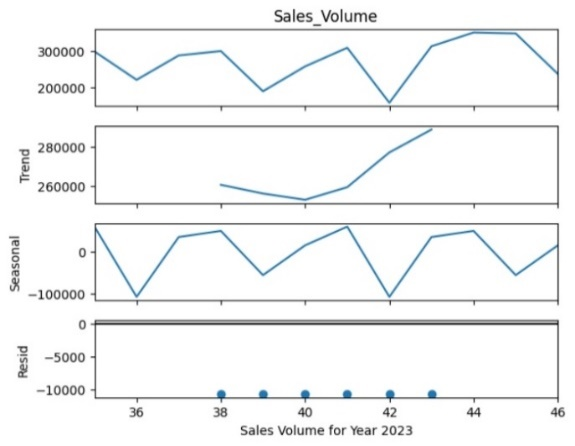 Sales_Volume
300000
200000
Trend
280000
260000
Seasonal
0
−100000
Resid
0
−5000
−10000
36 38 40 42 44 46
Sales Volume for Year 2023